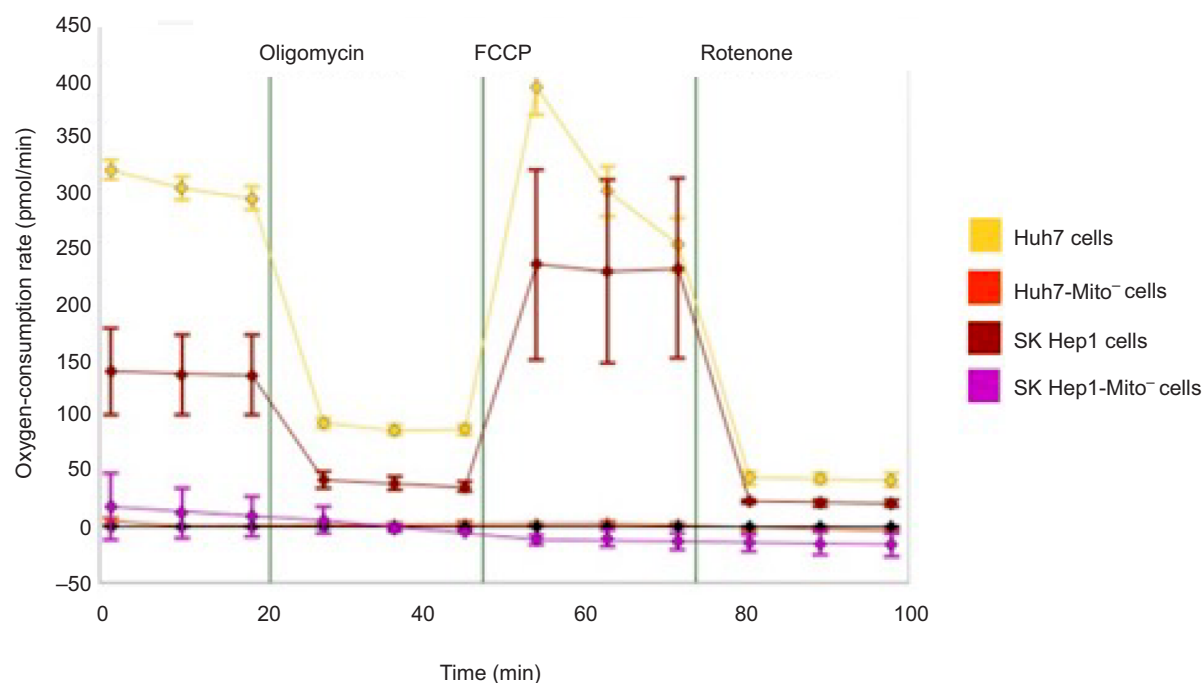 450
Oligomycin
FCCP
Rotenone
400
350
300
250
200
150
100
50
0
–50
Oxygen-consumption rate (pmol/min)
Huh7 cells
Huh7-Mito⁻ cells
SK Hep1 cells
SK Hep1-Mito⁻ cells
0 20 40 60 80 100
Time (min)